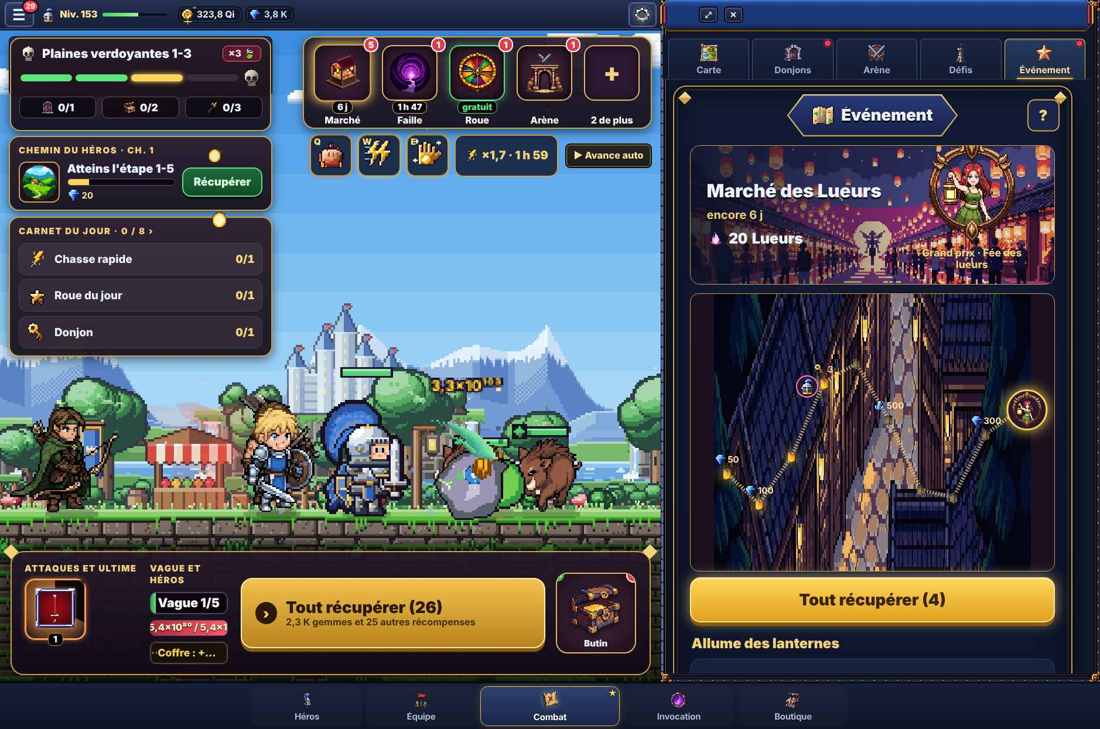 29
Niv. 153
323,8 Qi
3,8 K
Plaines verdoyantes 1-3
×3
0/1
0/2
0/3
CHEMIN DU HÉROS · CH. 1
Atteins l'étape 1-5
20
Récupérer
CARNET DU JOUR · 0 / 8 ›
Chasse rapide
0/1
Roue du jour
0/1
Donjon
0/1
5
6 j
Marché
1
1 h 47
Faille
1
gratuit
Roue
1
Arène
+
2 de plus
Q
W
E
×1,7 · 1 h 59
Avance auto
ATTAQUES ET ULTIME
1
VAGUE ET
HÉROS
Vague 1/5
Coffre : +...
Tout récupérer (26)
2,3 K gemmes et 25 autres récompenses
Butin
Héros
Équipe
Combat
Invocation
Boutique
Carte
Donjons
Arène
Défis
Événement
Événement
?
Marché des Lueurs
encore 6 j
20 Lueurs
Grand prix · Fée des
lueurs
3
500
300
50
100
Tout récupérer (4)
Allume des lanternes